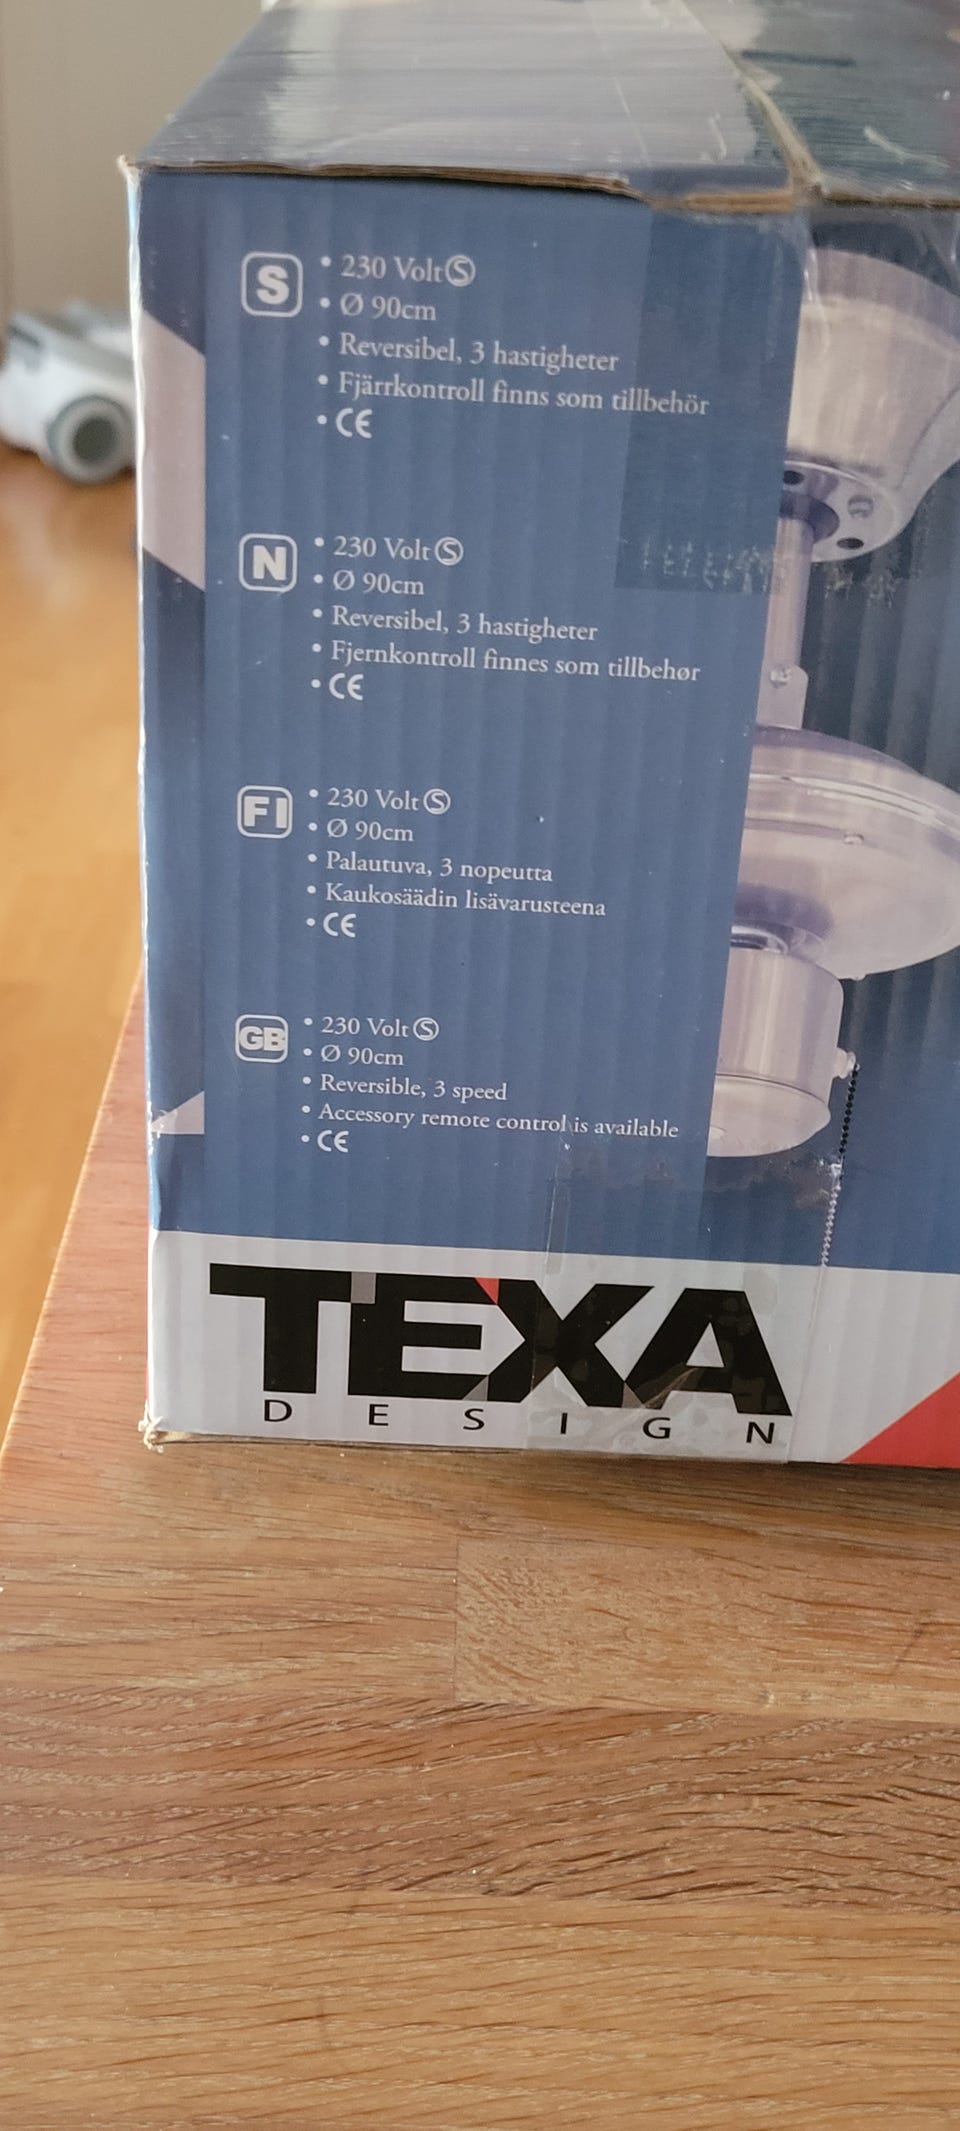 S
• 230 Volt Ⓢ
• Ø 90cm
• Reversibel, 3 hastigheter
• Fjärrkontroll finns som tillbehör
• CE
N
• 230 Volt Ⓢ
• Ø 90cm
• Reversibel, 3 hastigheter
• Fjernkontroll finnes som tillbehør
• CE
FI
• 230 Volt Ⓢ
• Ø 90cm
• Palautuva, 3 nopeutta
• Kaukosäädin lisävarusteena
• CE
GB
• 230 Volt Ⓢ
• Ø 90cm
• Reversible, 3 speed
• Accessory remote control is available
• CE
TEXA
DESIGN